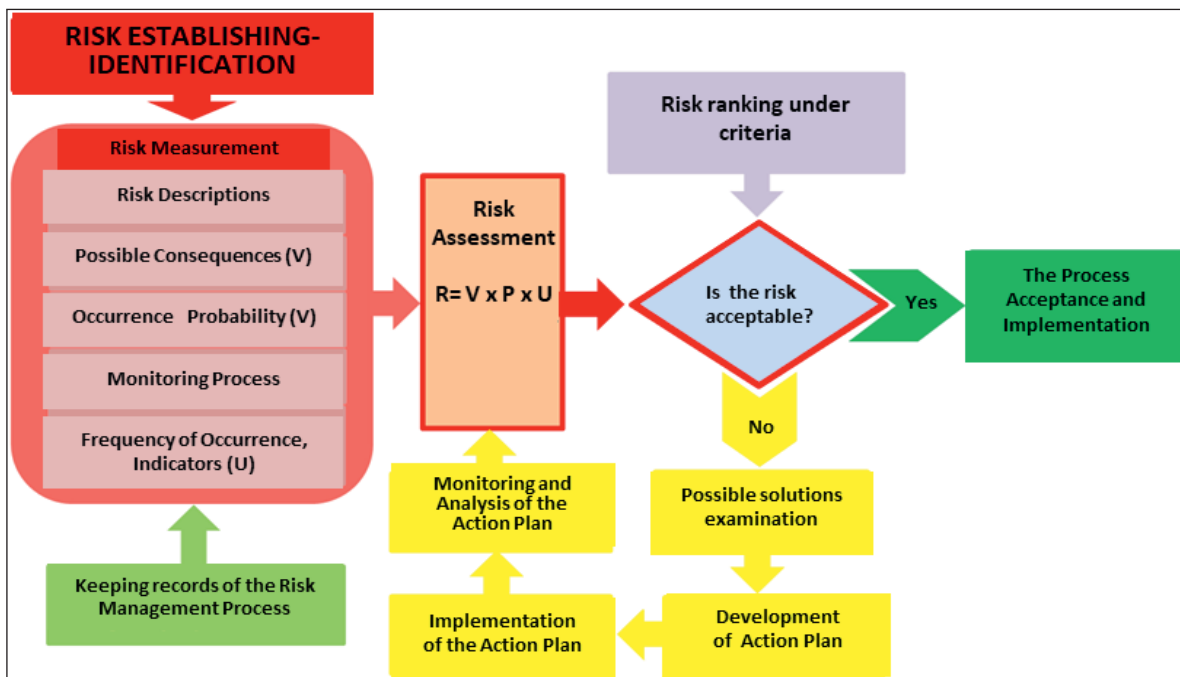 RISK ESTABLISHING-
IDENTIFICATION
Risk Measurement
Risk Descriptions
Possible Consequences (V)
Occurrence Probability (V)
Monitoring Process
Frequency of Occurrence,
Indicators (U)
Keeping records of the Risk
Management Process
Risk
Assessment
R= V x P x U
Risk ranking under
criteria
Is the risk
acceptable?
Yes
The Process
Acceptance and
Implementation
No
Possible solutions
examination
Development
of Action Plan
Implementation
of the Action Plan
Monitoring and
Analysis of the
Action Plan